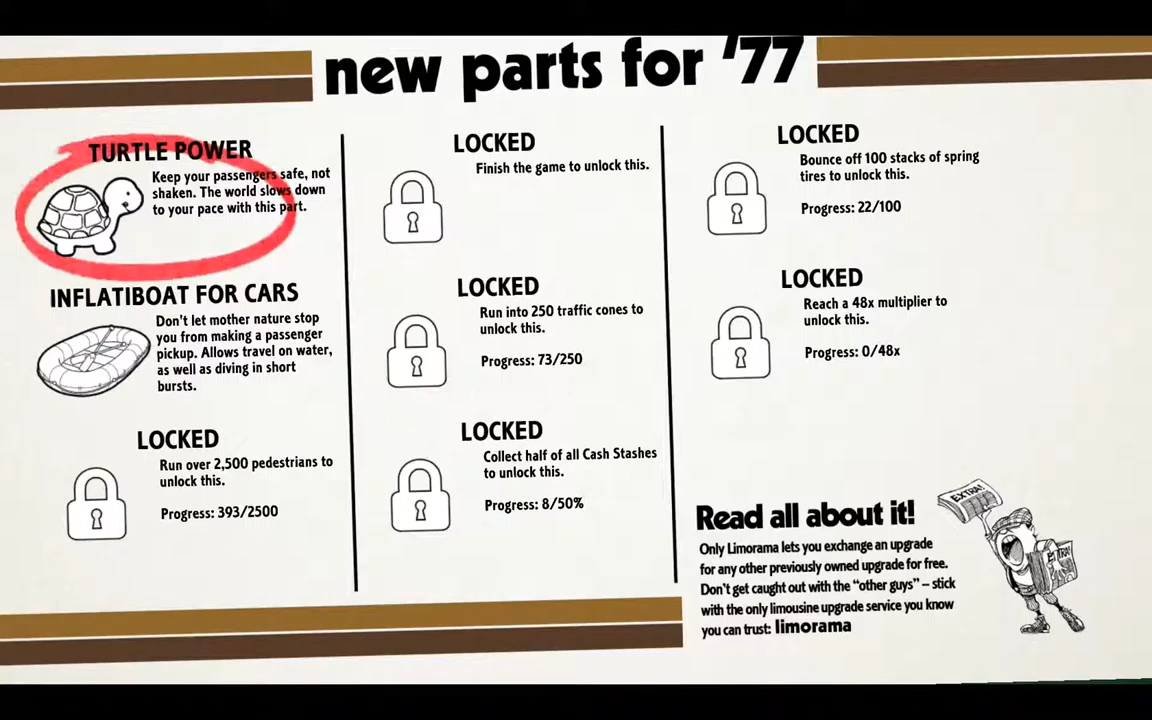 new parts for '77
TURTLE POWER
Keep your passengers safe, not
shaken. The world slows down
to your pace with this part.
INFLATIBOAT FOR CARS
Don't let mother nature stop
you from making a passenger
pickup. Allows travel on water,
as well as diving in short
bursts.
LOCKED
Run over 2,500 pedestrians to
unlock this.
Progress: 393/2500
LOCKED
Finish the game to unlock this.
LOCKED
Run into 250 traffic cones to
unlock this.
Progress: 73/250
LOCKED
Collect half of all Cash Stashes
to unlock this.
Progress: 8/50%
LOCKED
Bounce off 100 stacks of spring
tires to unlock this.
Progress: 22/100
LOCKED
Reach a 48x multiplier to
unlock this.
Progress: 0/48x
Read all about it!
Only Limorama lets you exchange an upgrade
for any other previously owned upgrade for free.
Don't get caught out with the "other guys" – stick
with the only limousine upgrade service you know
you can trust: limorama
EXTRA!
EXTRA!